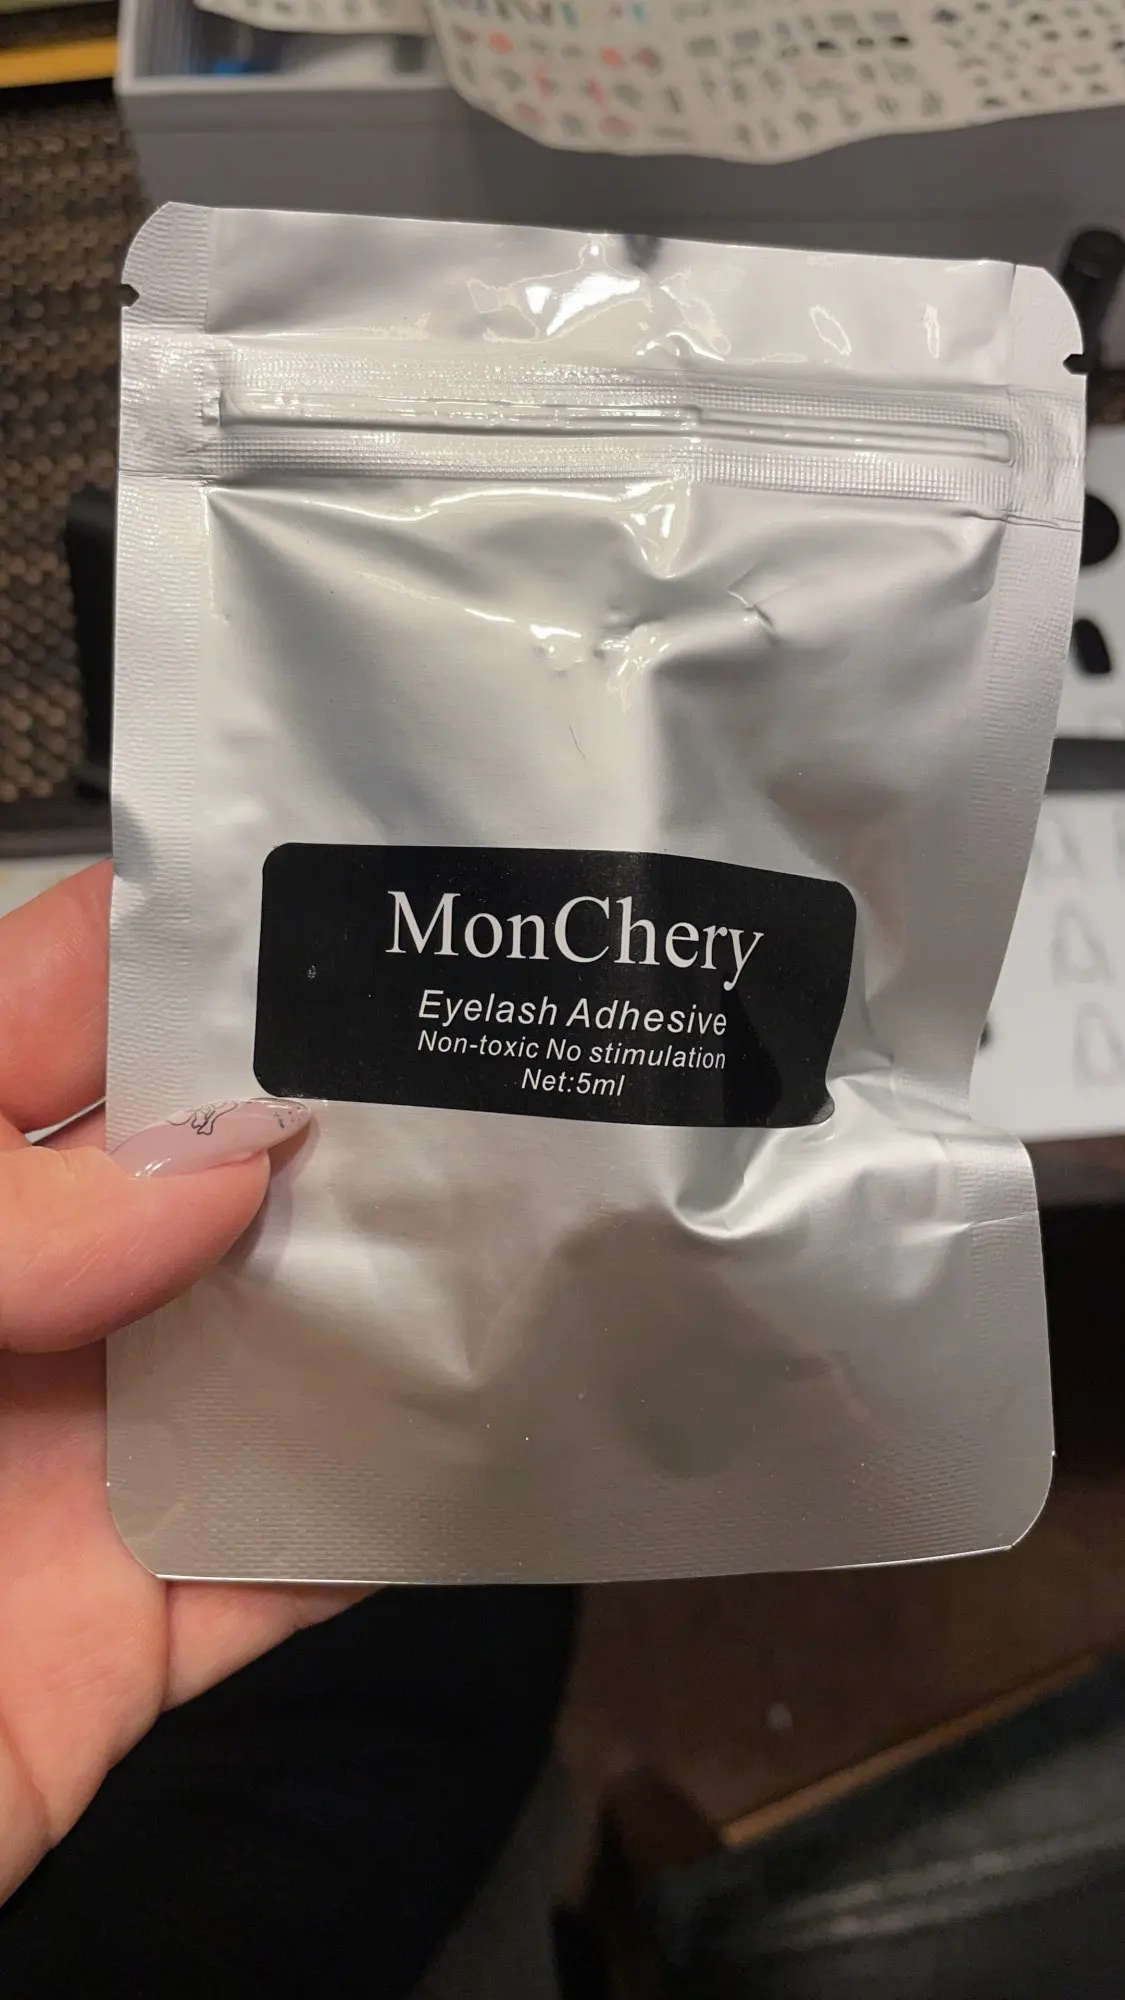 MonChery
Eyelash Adhesive
Non-toxic No stimulation
Net:5ml